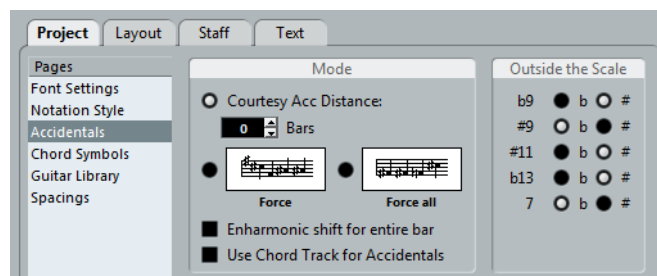 Project Layout Staff Text
Pages
Font Settings
Notation Style
Accidentals
Chord Symbols
Guitar Library
Spacings
Mode
Courtesy Acc Distance:
0 Bars
Force Force all
Enharmonic shift for entire bar
Use Chord Track for Accidentals
Outside the Scale
b9 b #
#9 b #
#11 b #
b13 b #
7 b #